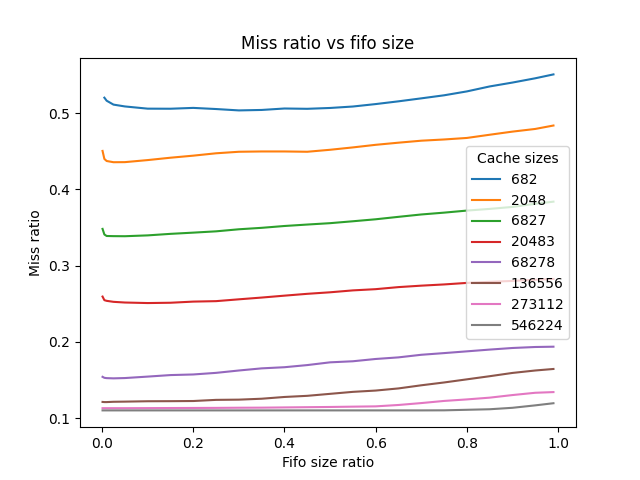 Miss ratio vs fifo size
Miss ratio
0.5
0.4
0.3
0.2
0.1
Cache sizes
682
2048
6827
20483
68278
136556
273112
546224
0.0 0.2 0.4 0.6 0.8 1.0
Fifo size ratio